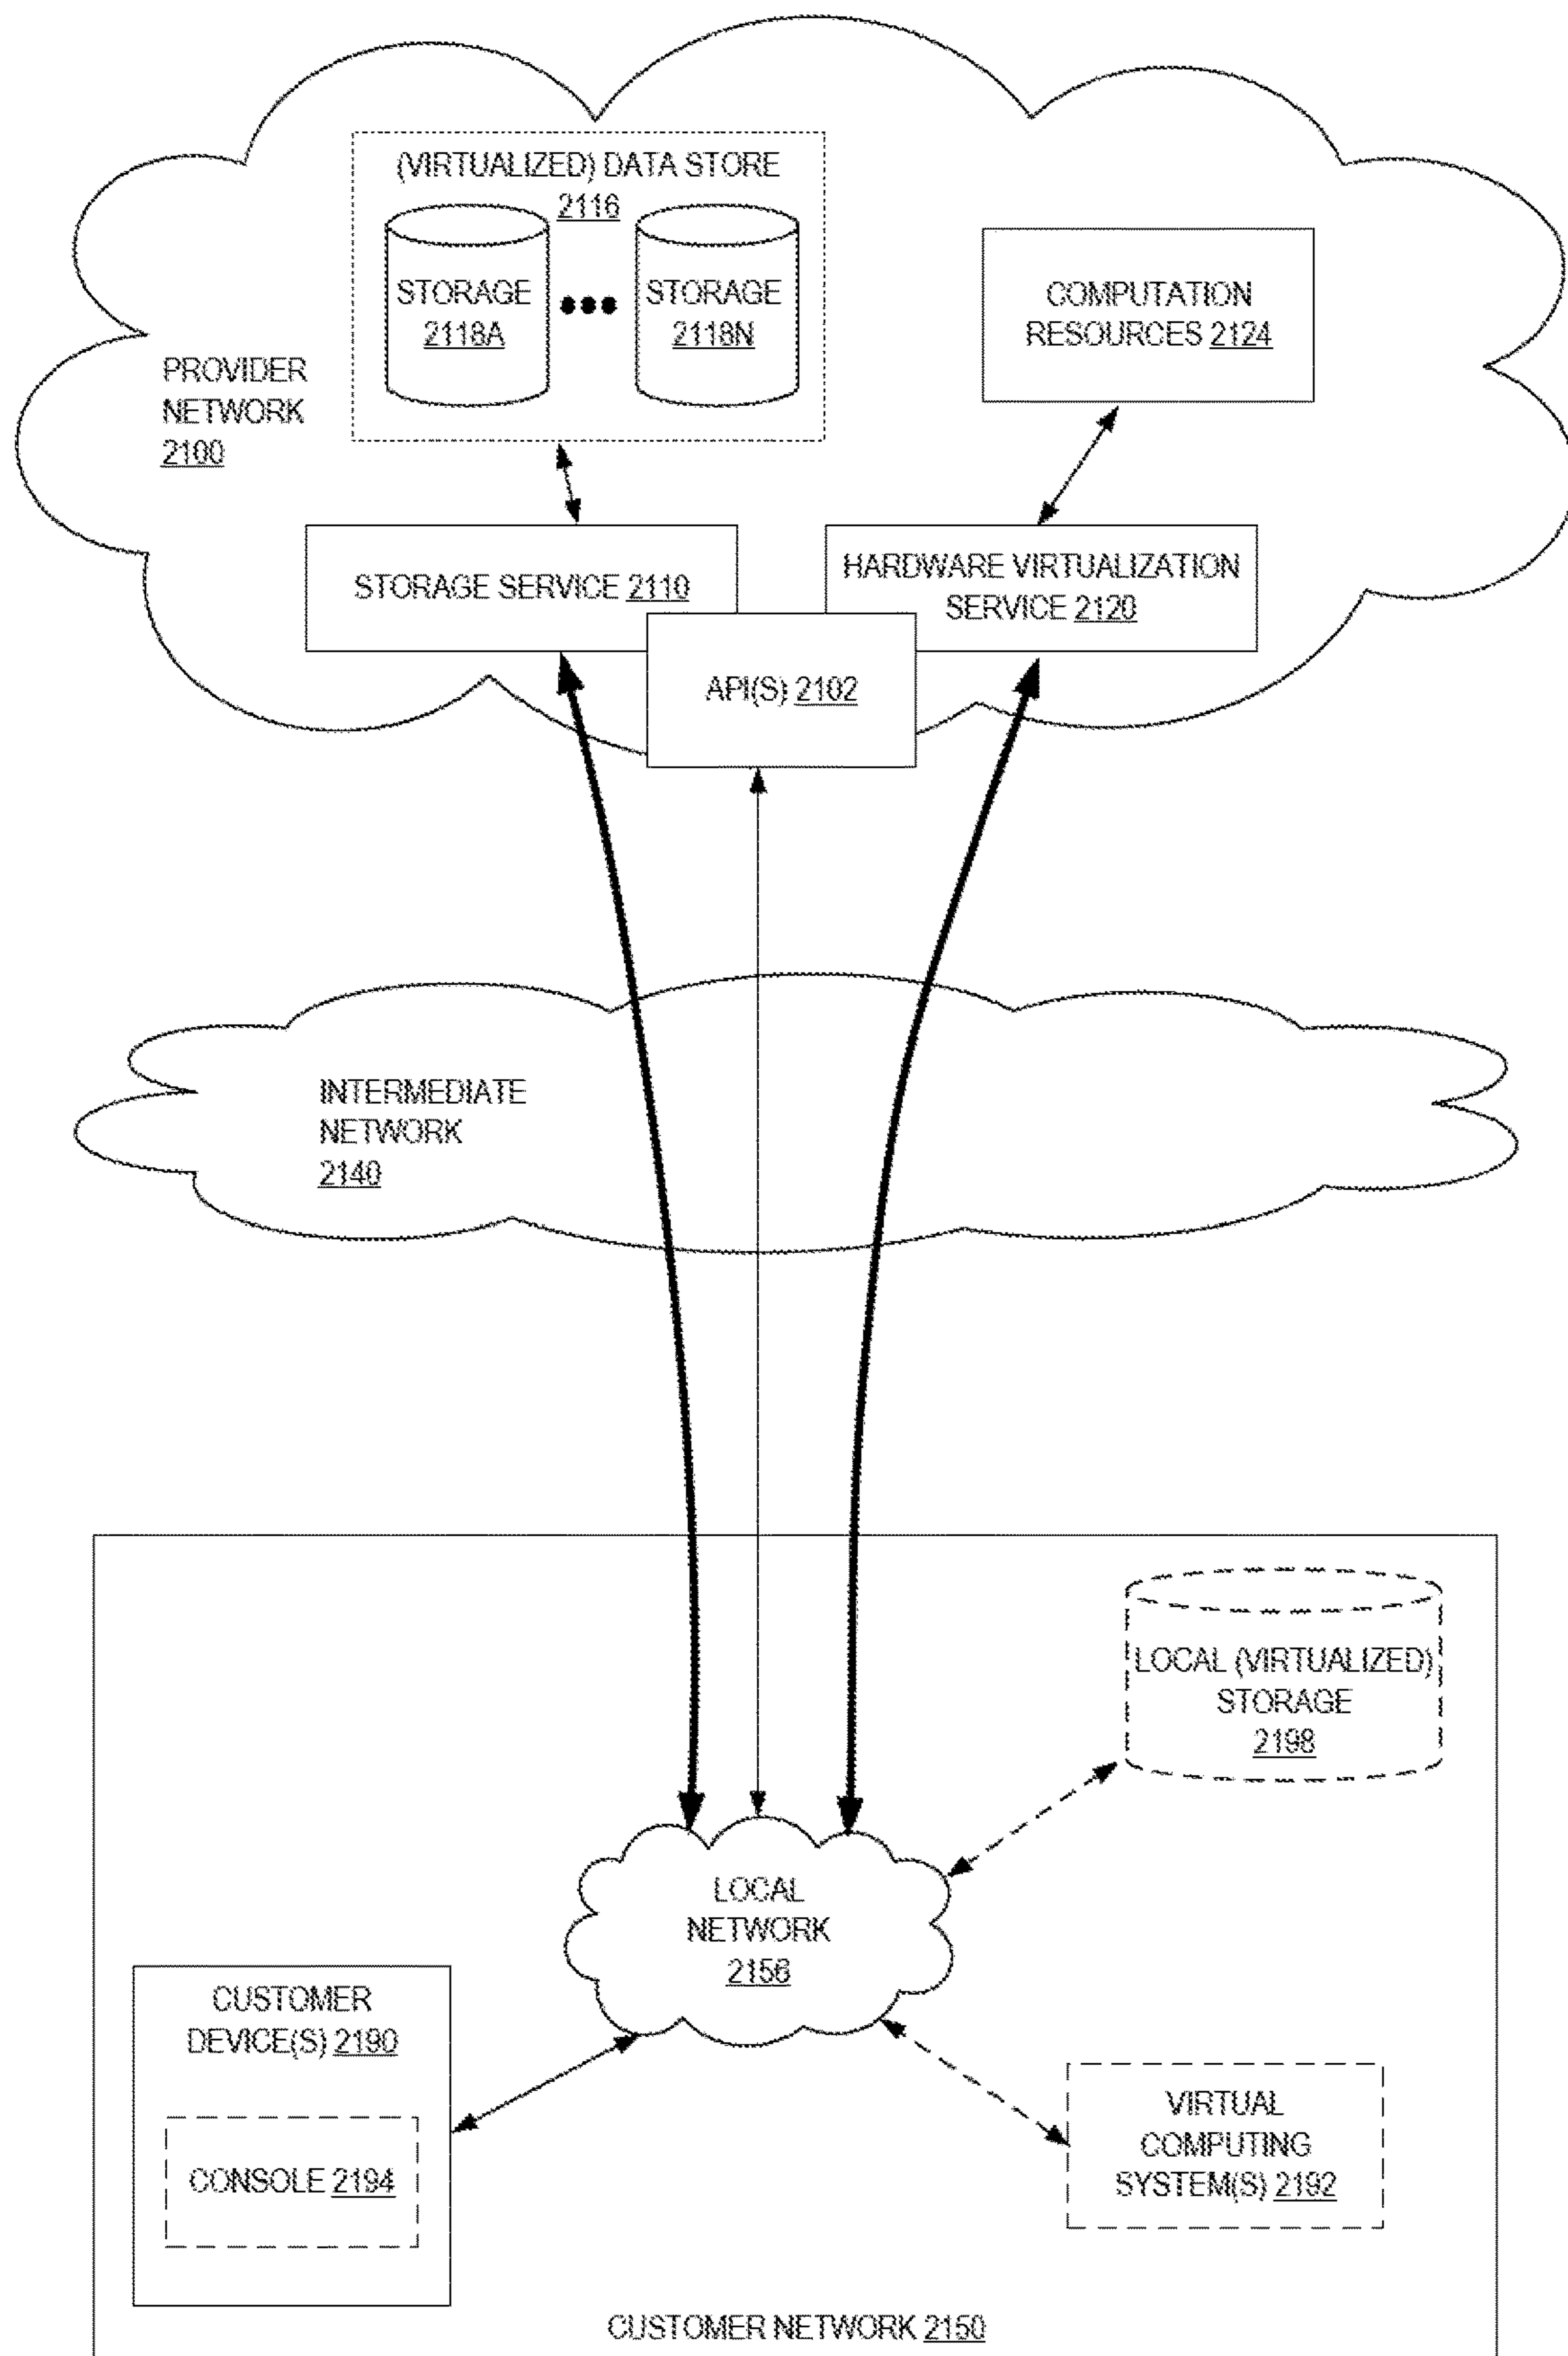 (VIRTUALIZED) DATA STORE
2116
STORAGE
2118A
STORAGE
2118N
COMPUTATION
RESOURCES 2124
PROVIDER
NETWORK
2100
STORAGE SERVICE 2110
HARDWARE VIRTUALIZATION
SERVICE 2120
API(S) 2102
INTERMEDIATE
NETWORK
2140
LOCAL (VIRTUALIZED)
STORAGE
2198
LOCAL
NETWORK
2156
CUSTOMER
DEVICE(S) 2190
CONSOLE 2194
VIRTUAL
COMPUTING
SYSTEM(S) 2192
CUSTOMER NETWORK 2150